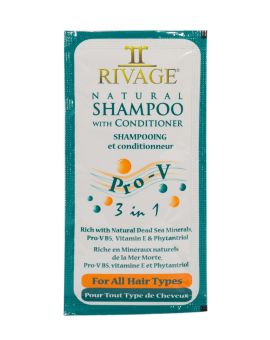 RIVAGE®
NATURAL
SHAMPOO
WITH CONDITIONER
SHAMPOOING
et conditionneur
Pro-V
3 in 1
Rich with Natural Dead Sea Minerals,
Pro-V B5, Vitamin E & Phytantriol
Riche en Minéraux naturels
de la Mer Morte,
Pro-V B5, vitamine E et Phytantriol
For All Hair Types
Pour Tout Type de Cheveux